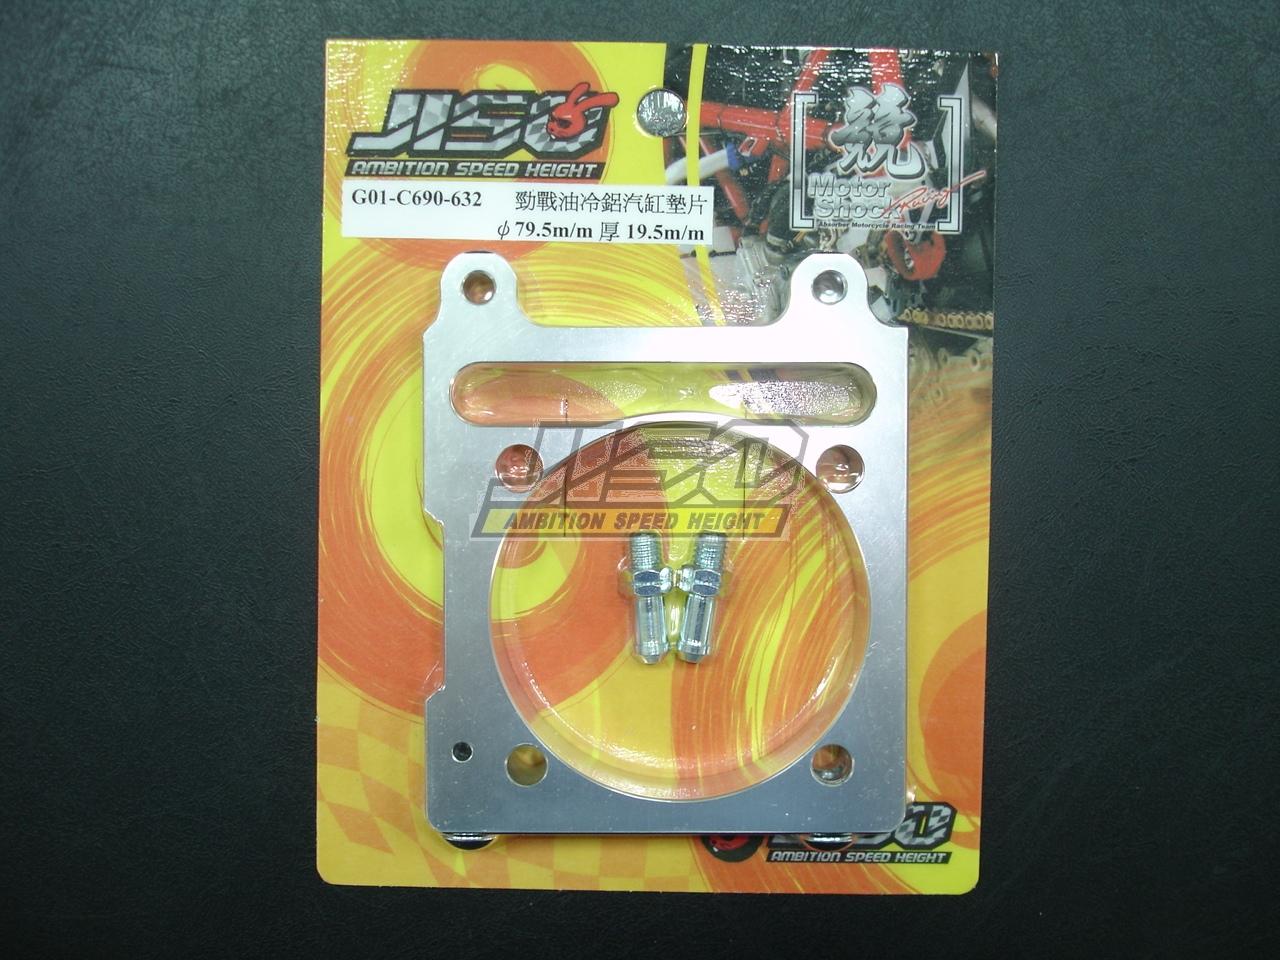 JISO
AMBITION SPEED HEIGHT
G01-C690-632 勁戰油冷鋁汽缸墊片
φ79.5m/m 厚 19.5m/m
競
Motor
Shock Racing
Absorber Motorcycle Racing Team
JISO
AMBITION SPEED HEIGHT
JISO
AMBITION SPEED HEIGHT